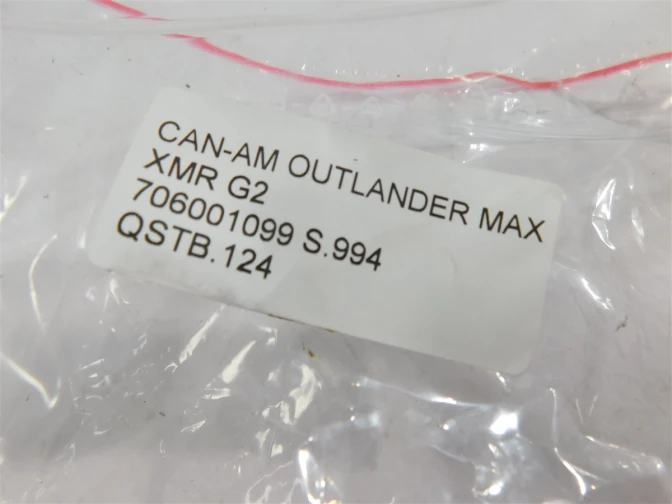 CAN-AM OUTLANDER MAX
XMR G2
706001099 S.994
QSTB.124